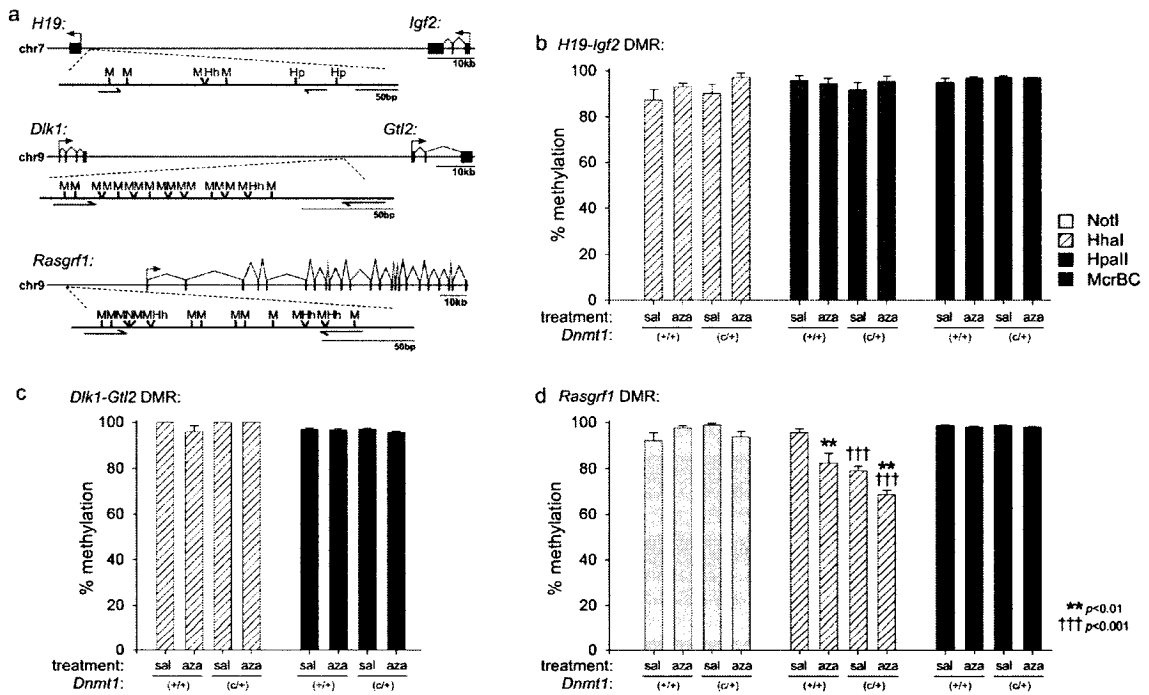 a
H19:
Igf2:
chr7
10kb
M M M Hh M Hp Hp
50bp
Dlk1:
Gtl2:
chr9
10kb
50bp
Rasgrf1:
chr9
10kb
50bp
b H19-Igf2 DMR:
% methylation
100
80
60
40
20
0
treatment: sal aza sal aza sal aza sal aza sal aza sal aza
Dnmt1: (+/+) (c/+) (+/+) (c/+) (+/+) (c/+)
NotI
HhaI
HpaII
McrBC
c Dlk1-Gtl2 DMR:
% methylation
100
80
60
40
20
0
treatment: sal aza sal aza sal aza sal aza
Dnmt1: (+/+) (c/+) (+/+) (c/+)
d Rasgrf1 DMR:
% methylation
100
80
60
40
20
0
** ††† **
†††
treatment: sal aza sal aza sal aza sal aza sal aza sal aza
Dnmt1: (+/+) (c/+) (+/+) (c/+) (+/+) (c/+)
** p<0.01
††† p<0.001